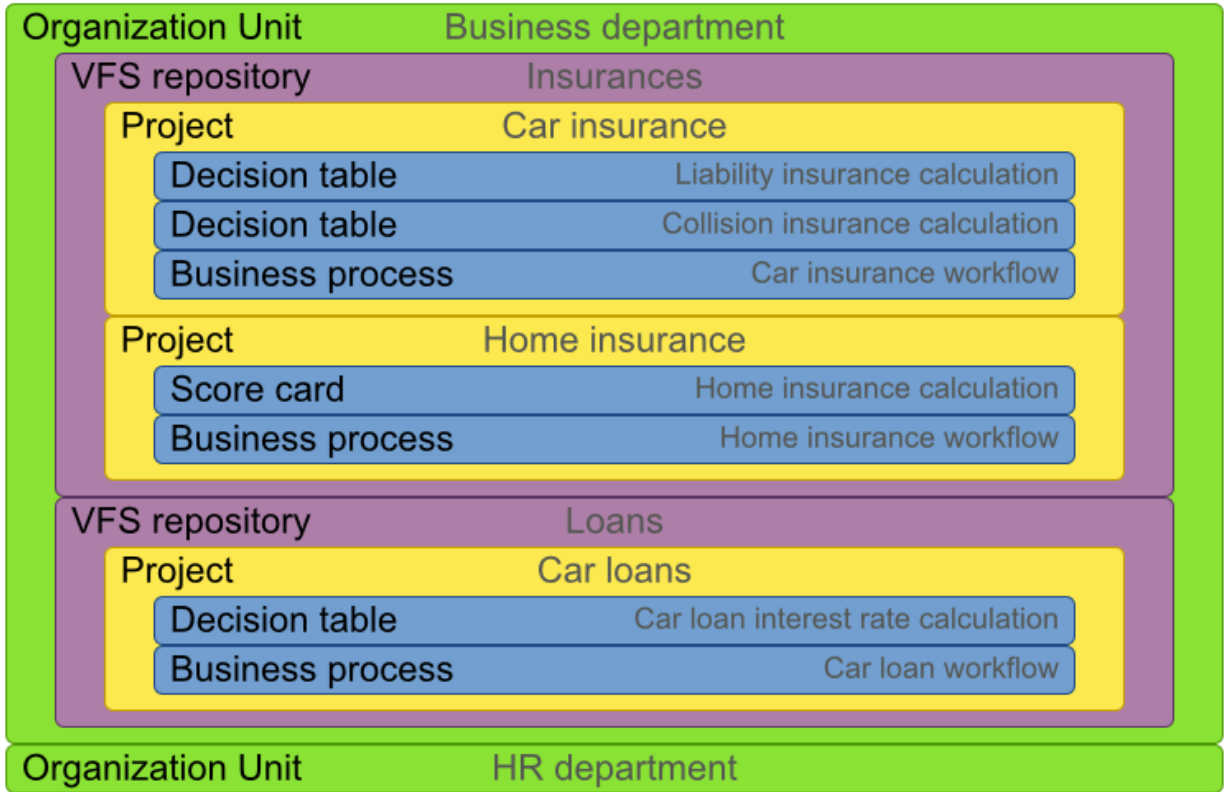 Organization Unit Business department
VFS repository Insurances
Project Car insurance
Decision table Liability insurance calculation
Decision table Collision insurance calculation
Business process Car insurance workflow
Project Home insurance
Score card Home insurance calculation
Business process Home insurance workflow
VFS repository Loans
Project Car loans
Decision table Car loan interest rate calculation
Business process Car loan workflow
Organization Unit HR department